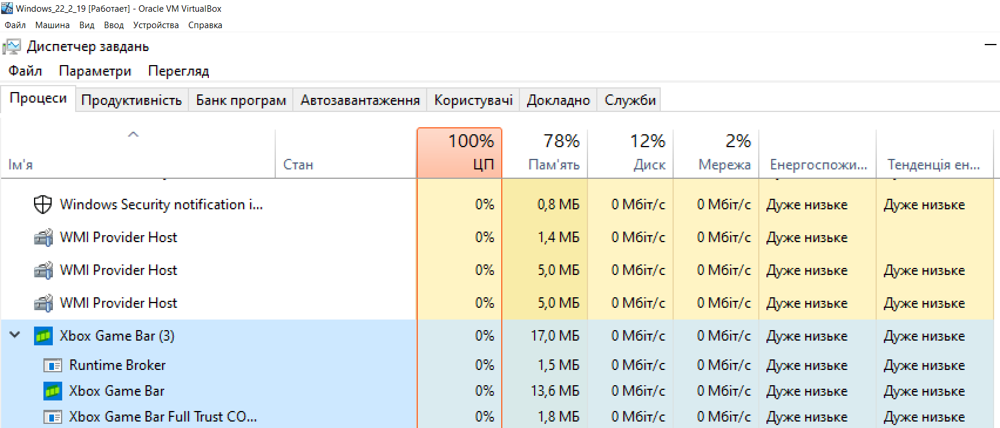 Windows_22_2_19 [Работает] - Oracle VM VirtualBox
Файл Машина Вид Ввод Устройства Справка
Диспетчер завдань
Файл Параметри Перегляд
Процеси Продуктивність Банк програм Автозавантаження Користувачі Докладно Служби
100% 78% 12% 2%
Ім'я Стан ЦП Пам'ять Диск Мережа Енергоспожи... Тенденція ен...
Windows Security notification i... 0% 0,8 МБ 0 Мбіт/с 0 Мбіт/с Дуже низьке Дуже низьке
WMI Provider Host 0% 1,4 МБ 0 Мбіт/с 0 Мбіт/с Дуже низьке
WMI Provider Host 0% 5,0 МБ 0 Мбіт/с 0 Мбіт/с Дуже низьке Дуже низьке
WMI Provider Host 0% 5,0 МБ 0 Мбіт/с 0 Мбіт/с Дуже низьке Дуже низьке
Xbox Game Bar (3) 0% 17,0 МБ 0 Мбіт/с 0 Мбіт/с Дуже низьке Дуже низьке
Runtime Broker 0% 1,5 МБ 0 Мбіт/с 0 Мбіт/с Дуже низьке Дуже низьке
Xbox Game Bar 0% 13,6 МБ 0 Мбіт/с 0 Мбіт/с Дуже низьке Дуже низьке
Xbox Game Bar Full Trust CO... 0% 1,8 МБ 0 Мбіт/с 0 Мбіт/с Дуже низьке Дуже низьке